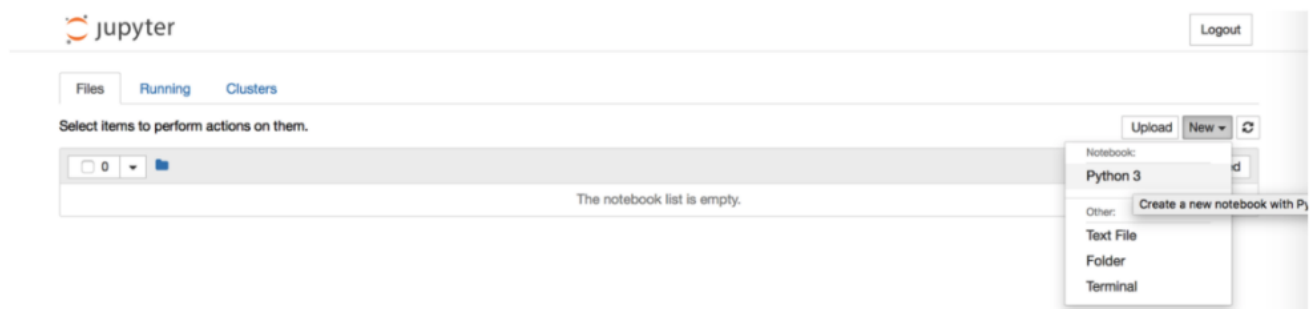 jupyter
Logout
Files Running Clusters
Select items to perform actions on them.
Upload New
0
The notebook list is empty.
Notebook:
Python 3
Create a new notebook with
Other:
Text File
Folder
Terminal